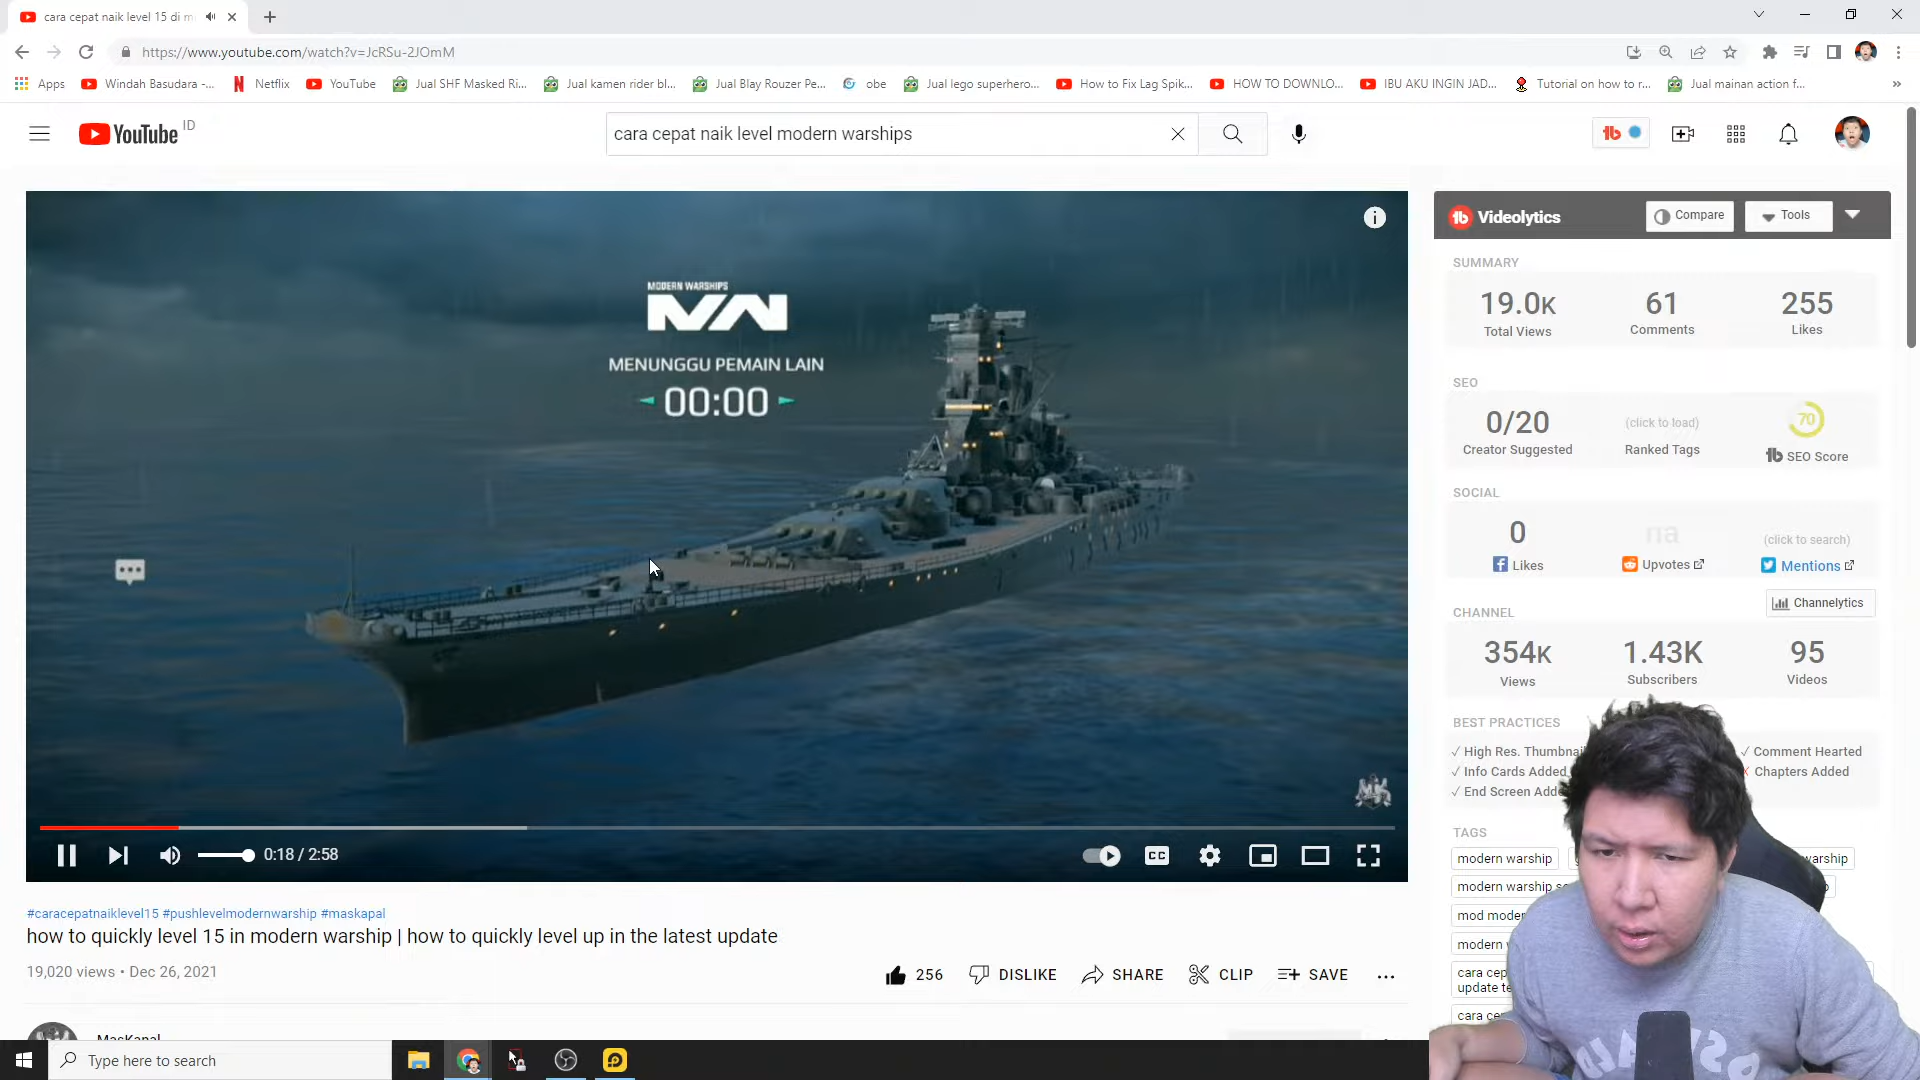 cara cepat naik level 15 di m
https://www.youtube.com/watch?v=JcRSu-2JOmM
Apps
Windah Basudara -...
Netflix
YouTube
Jual SHF Masked Ri...
Jual kamen rider bl...
Jual Blay Rouzer Pe...
obe
Jual lego superhero...
How to Fix Lag Spik...
HOW TO DOWNLO...
IBU AKU INGIN JAD...
Tutorial on how to r...
Jual mainan action f...
YouTube ID
cara cepat naik level modern warships
MODERN WARSHIPS
MENUNGGU PEMAIN LAIN
00:00
MK
0:18 / 2:58
CC
#caracepatnaiklevel15 #pushlevelmodernwarship #maskapal
how to quickly level 15 in modern warship | how to quickly level up in the latest update
19,020 views • Dec 26, 2021
256
DISLIKE
SHARE
CLIP
SAVE
MasKapal
Videolytics
Compare
Tools
SUMMARY
19.0K
Total Views
61
Comments
255
Likes
SEO
0/20
Creator Suggested
(click to load)
Ranked Tags
70
SEO Score
SOCIAL
0
Likes
na
Upvotes
(click to search)
Mentions
Channelytics
CHANNEL
354K
Views
1.43K
Subscribers
95
Videos
BEST PRACTICES
High Res. Thumbnail
Comment Hearted
Info Cards Added
Chapters Added
End Screen Adde
TAGS
modern warship
warship
modern warship
mod moder
modern
cara cep
update te
Type here to search